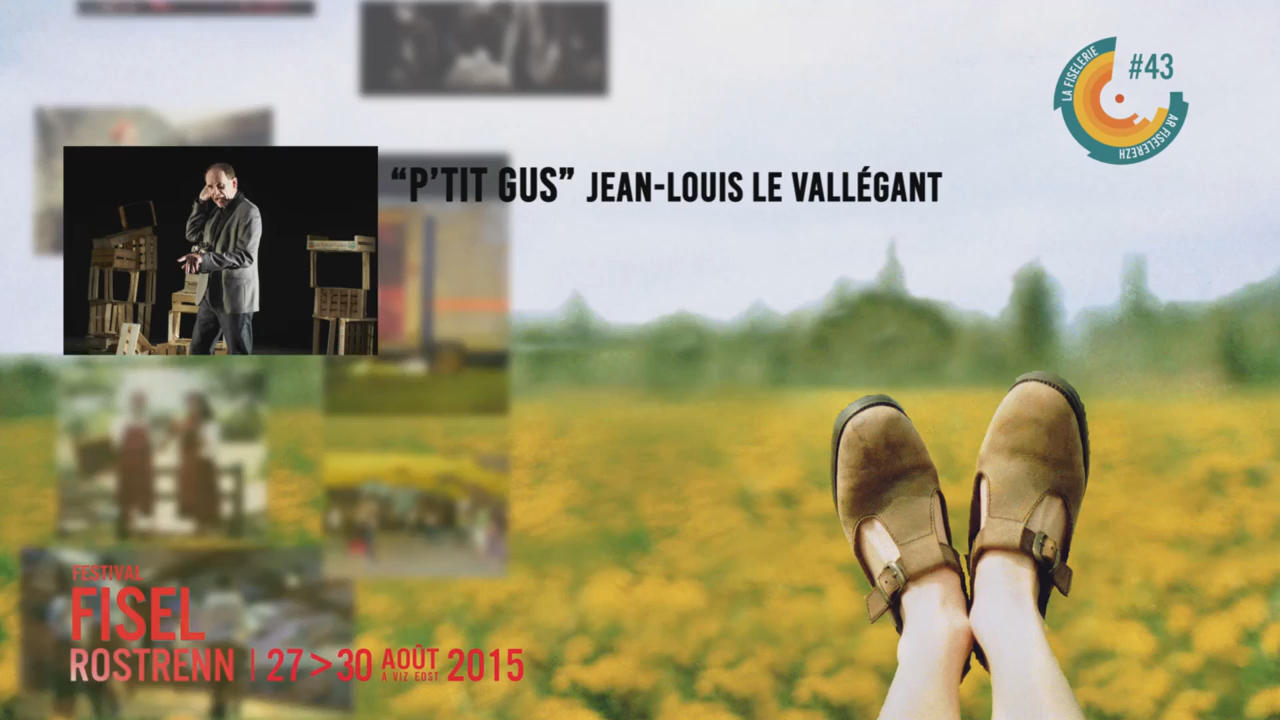 #43
LA FISELERIE
AR FISELEREZH
“P’TIT GUS” JEAN-LOUIS LE VALLÉGANT
FESTIVAL
FISEL
ROSTRENN | 27>30 AOÛT 2015
A VIZ EOST